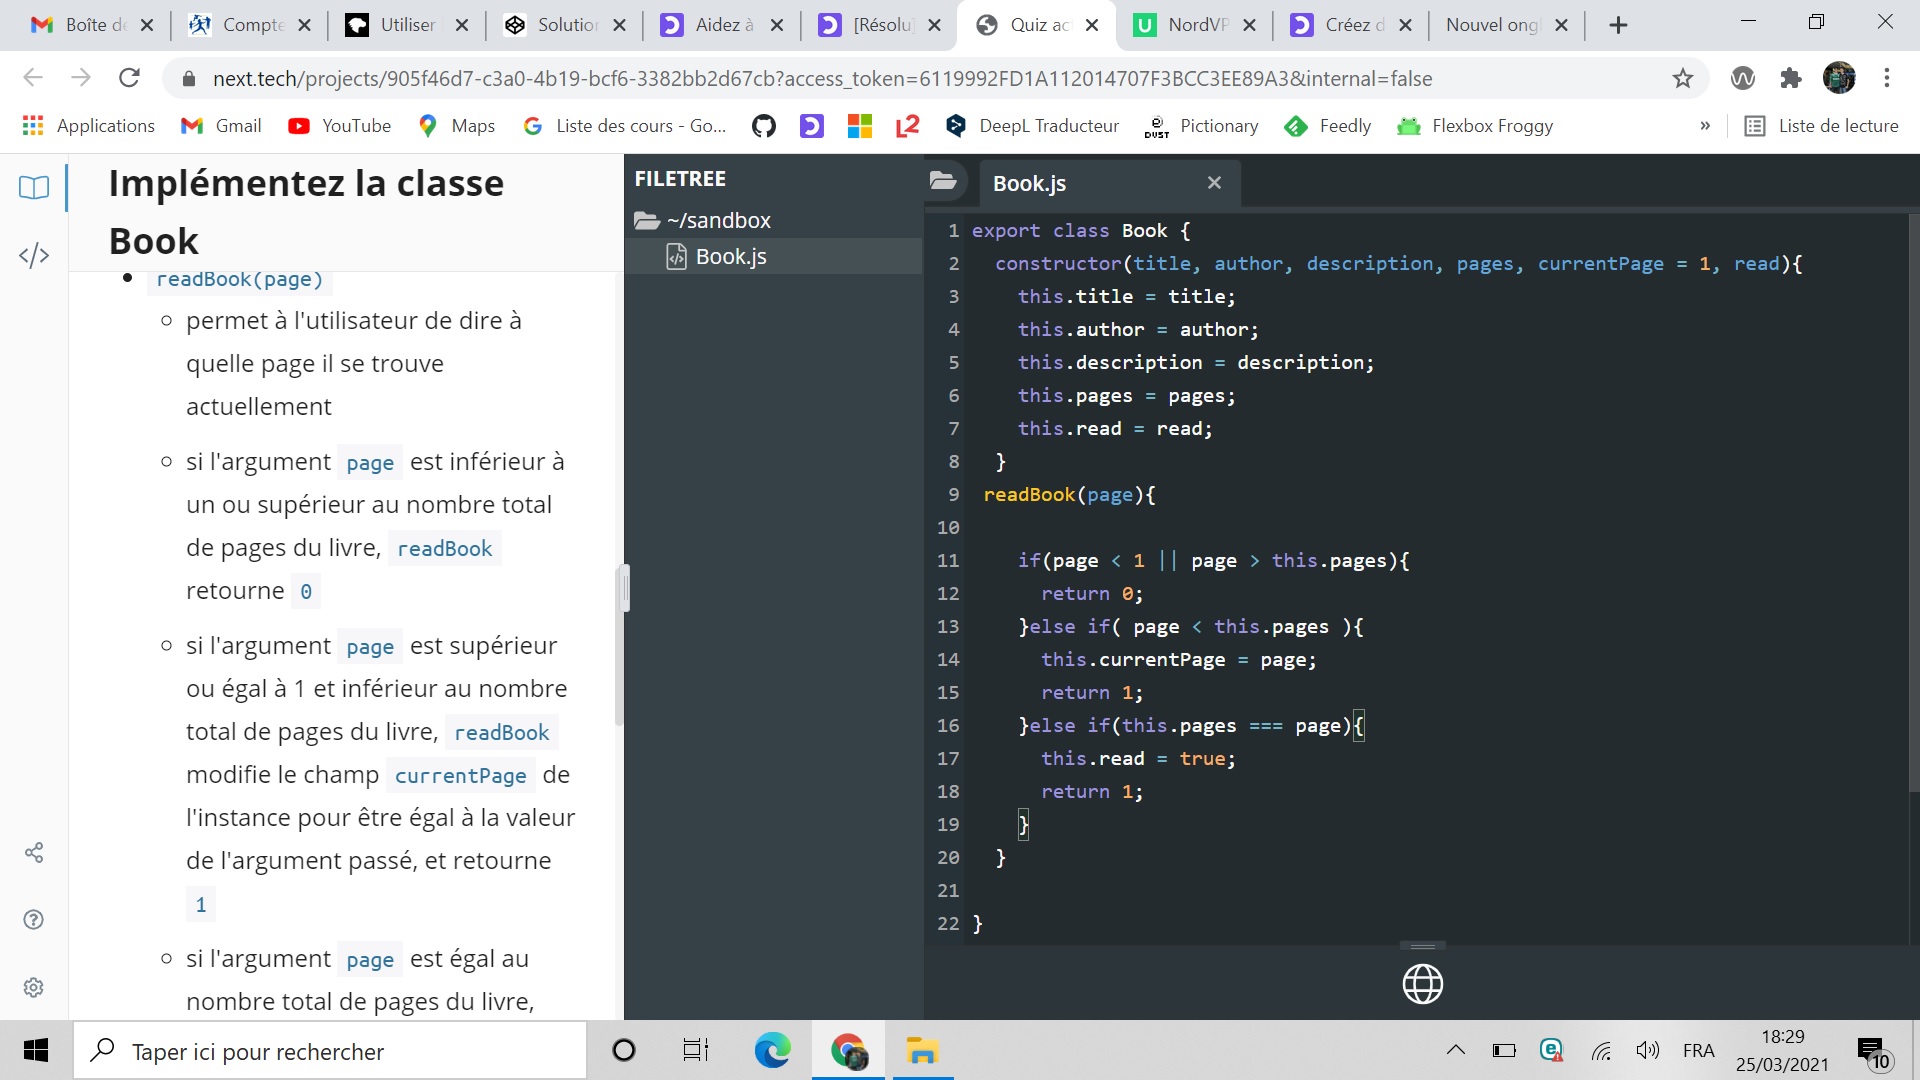 Boîte de
Compte
Utiliser
Solution
Aidez à
[Résolu]
Quiz ac
NordVP
Créez d
Nouvel ong
next.tech/projects/905f46d7-c3a0-4b19-bcf6-3382bb2d67cb?access_token=6119992FD1A112014707F3BCC3EE89A3&internal=false
Applications
Gmail
YouTube
Maps
Liste des cours - Go...
DeepL Traducteur
Pictionary
Feedly
Flexbox Froggy
»
Liste de lecture
Implémentez la classe
Book
readBook(page)
permet à l'utilisateur de dire à
quelle page il se trouve
actuellement
si l'argument page est inférieur à
un ou supérieur au nombre total
de pages du livre, readBook
retourne 0
si l'argument page est supérieur
ou égal à 1 et inférieur au nombre
total de pages du livre, readBook
modifie le champ currentPage de
l'instance pour être égal à la valeur
de l'argument passé, et retourne
1
si l'argument page est égal au
nombre total de pages du livre,
FILETREE
~/sandbox
Book.js
Book.js
1 export class Book {
2 constructor(title, author, description, pages, currentPage = 1, read){
3 this.title = title;
4 this.author = author;
5 this.description = description;
6 this.pages = pages;
7 this.read = read;
8 }
9 readBook(page){
10
11 if(page < 1 || page > this.pages){
12 return 0;
13 }else if( page < this.pages ){
14 this.currentPage = page;
15 return 1;
16 }else if(this.pages === page){
17 this.read = true;
18 return 1;
19 }
20 }
21
22 }
Taper ici pour rechercher
FRA
18:29
25/03/2021
10